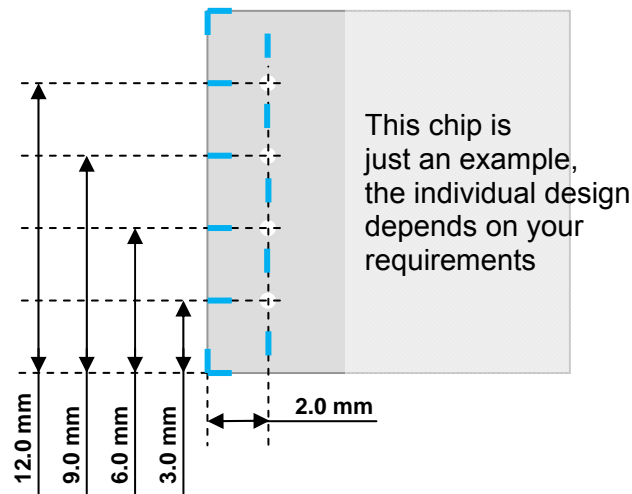 This chip is
just an example,
the individual design
depends on your
requirements
2.0 mm
12.0 mm
9.0 mm
6.0 mm
3.0 mm